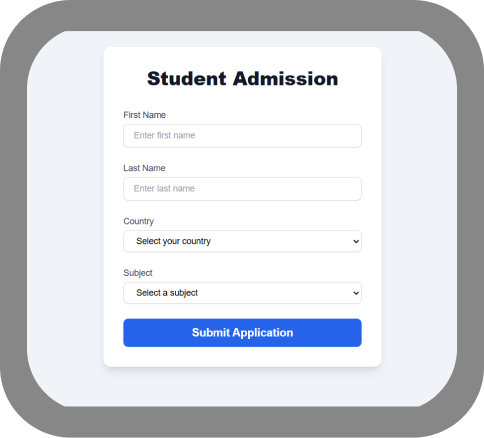 Student Admission
First Name
Enter first name
Last Name
Enter last name
Country
Select your country
Subject
Select a subject
Submit Application